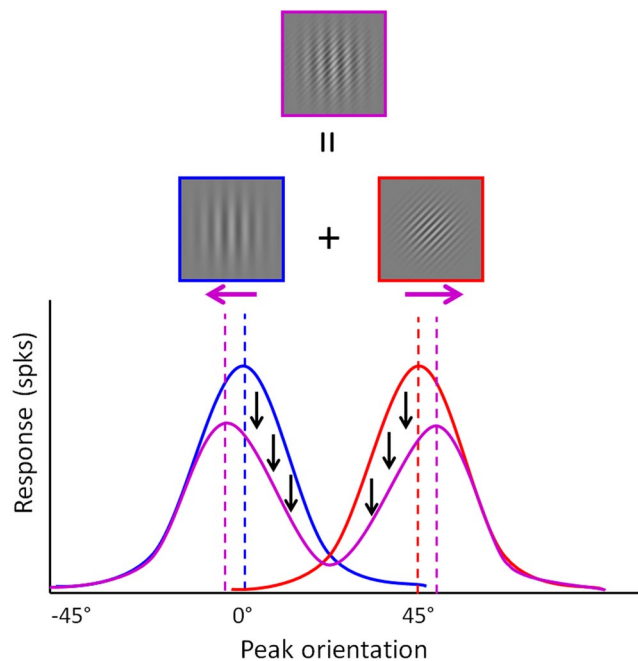 =
+
Response (spks)
-45° 0° 45°
Peak orientation